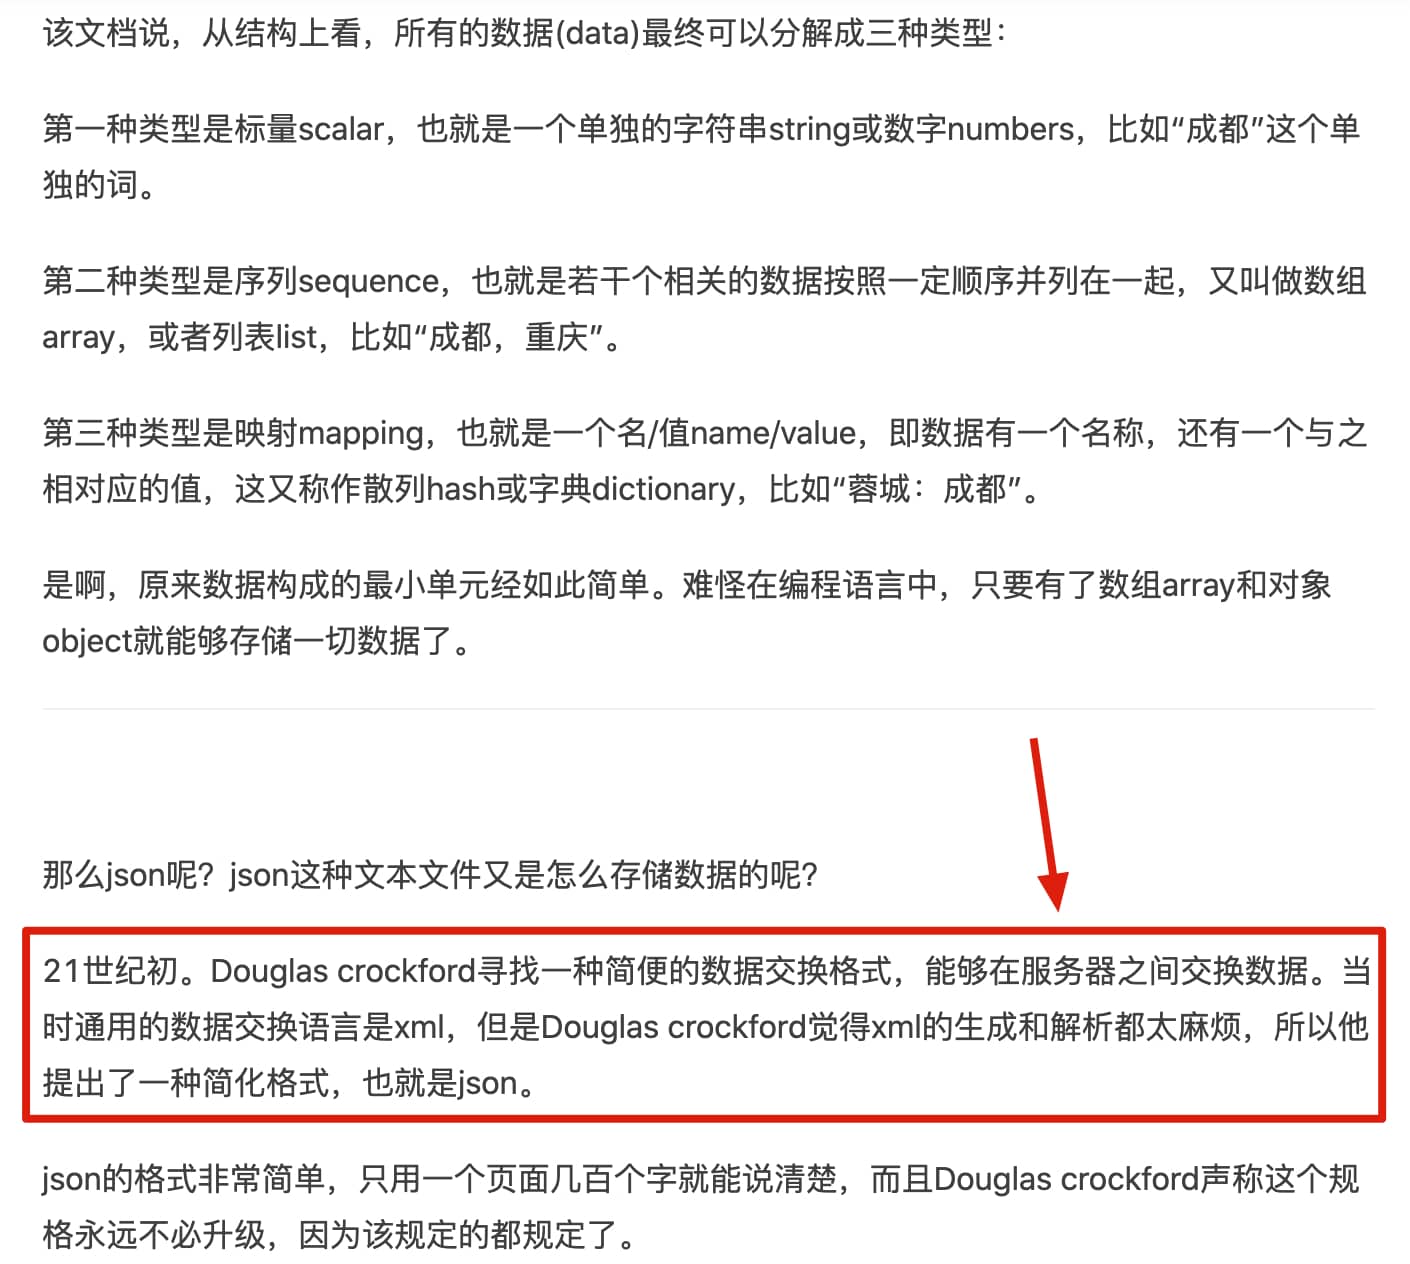 该文档说，从结构上看，所有的数据(data)最终可以分解成三种类型：
第一种类型是标量scalar，也就是一个单独的字符串string或数字numbers，比如“成都”这个单
独的词。
第二种类型是序列sequence，也就是若干个相关的数据按照一定顺序并列在一起，又叫做数组
array，或者列表list，比如“成都，重庆”。
第三种类型是映射mapping，也就是一个名/值name/value，即数据有一个名称，还有一个与之
相对应的值，这又称作散列hash或字典dictionary，比如“蓉城：成都”。
是啊，原来数据构成的最小单元经如此简单。难怪在编程语言中，只要有了数组array和对象
object就能够存储一切数据了。
那么json呢？json这种文本文件又是怎么存储数据的呢？
21世纪初。Douglas crockford寻找一种简便的数据交换格式，能够在服务器之间交换数据。当
时通用的数据交换语言是xml，但是Douglas crockford觉得xml的生成和解析都太麻烦，所以他
提出了一种简化格式，也就是json。
json的格式非常简单，只用一个页面几百个字就能说清楚，而且Douglas crockford声称这个规
格永远不必升级，因为该规定的都规定了。